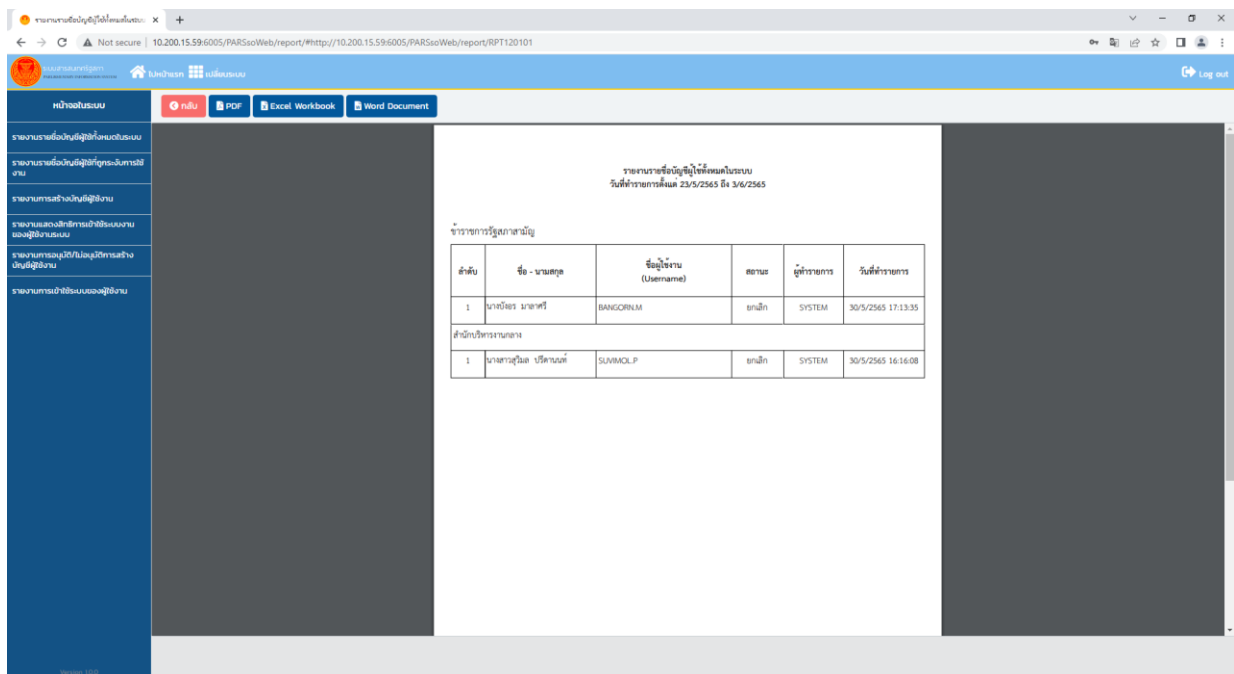 รายงานรายชื่อบัญชีผู้ใช้ทั้งหมดในระบบ
Not secure
10.200.15.59:6005/PARSsoWeb/report/#http://10.200.15.59:6005/PARSsoWeb/report/RPT120101
ไปหน้าแรก
เปลี่ยนระบบ
Log out
หน้าจอในระบบ
กลับ
PDF
Excel Workbook
Word Document
รายงานรายชื่อบัญชีผู้ใช้ทั้งหมดในระบบ
รายงานรายชื่อบัญชีผู้ใช้ที่ถูกระงับการใช้
งาน
รายงานการสร้างบัญชีผู้ใช้งาน
รายงานแสดงสิทธิการเข้าใช้ระบบงาน
ของผู้ใช้งานระบบ
รายงานการอนุมัติ/ไม่อนุมัติการสร้าง
บัญชีผู้ใช้งาน
รายงานการเข้าใช้ระบบของผู้ใช้งาน
รายงานรายชื่อบัญชีผู้ใช้ทั้งหมดในระบบ
วันที่ทำรายการตั้งแต่ 23/5/2565 ถึง 3/6/2565
ข้าราชการรัฐสภาสามัญ
ลำดับ ชื่อ - นามสกุล ชื่อผู้ใช้งาน (Username) สถานะ ผู้ทำรายการ วันที่ทำรายการ
1 นางบังอร มาลาศรี BANGORN.M ยกเลิก SYSTEM 30/5/2565 17:13:35
สำนักบริหารงานกลาง
1 นางสาวสุวิมล ปรีดานนท์ SUVIMOL.P ยกเลิก SYSTEM 30/5/2565 16:16:08